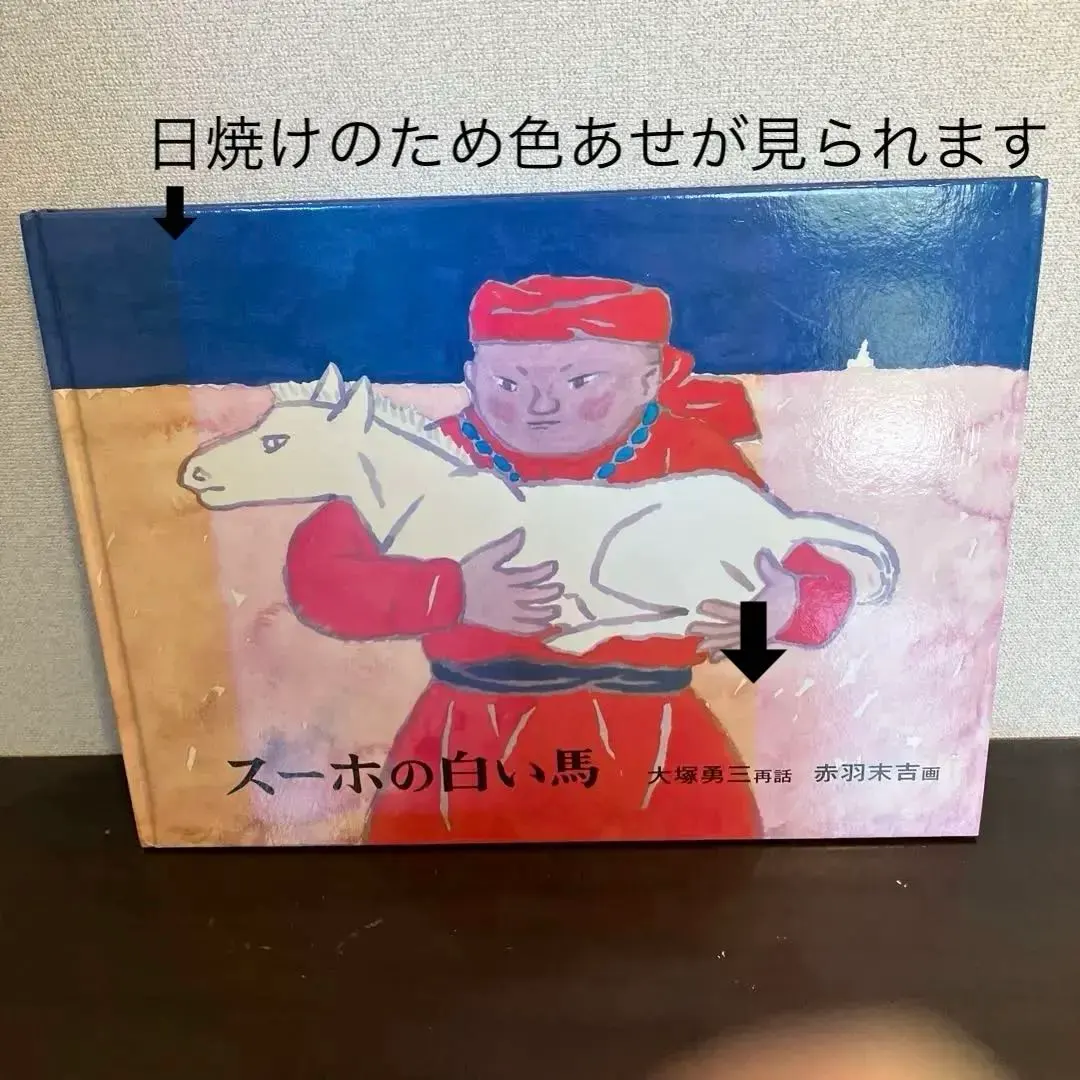 日焼けのため色あせが見られます
スーホの白い馬 大塚勇三再話 赤羽末吉画